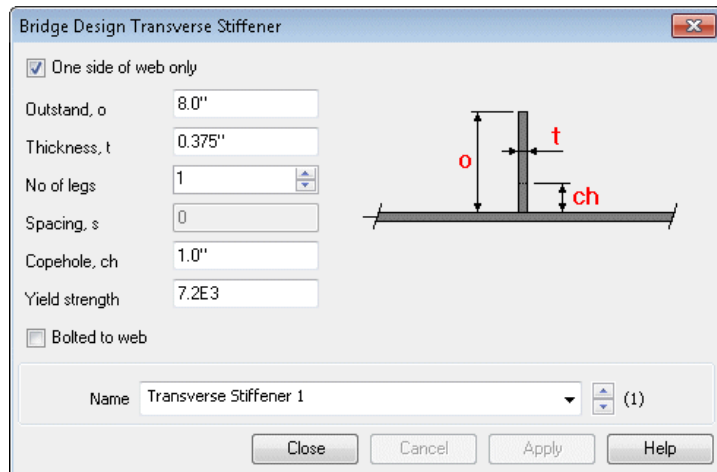 Bridge Design Transverse Stiffener
One side of web only
Outstand, o
8.0"
Thickness, t
0.375"
No of legs
1
Spacing, s
0
Copehole, ch
1.0"
Yield strength
7.2E3
Bolted to web
o
t
ch
Name
Transverse Stiffener 1
(1)
Close
Cancel
Apply
Help